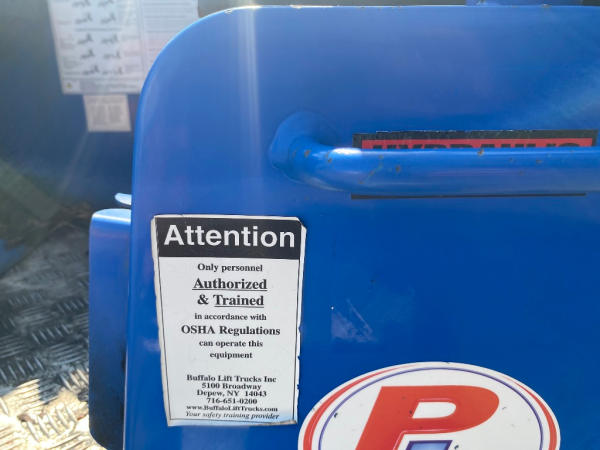 HYDRAULIC
Attention
Only personnel
Authorized
& Trained
in accordance with
OSHA Regulations
can operate this
equipment
Buffalo Lift Trucks Inc
5100 Broadway
Depew, NY 14043
716-651-0200
www.BuffaloLiftTrucks.com
Your safety training provider
P